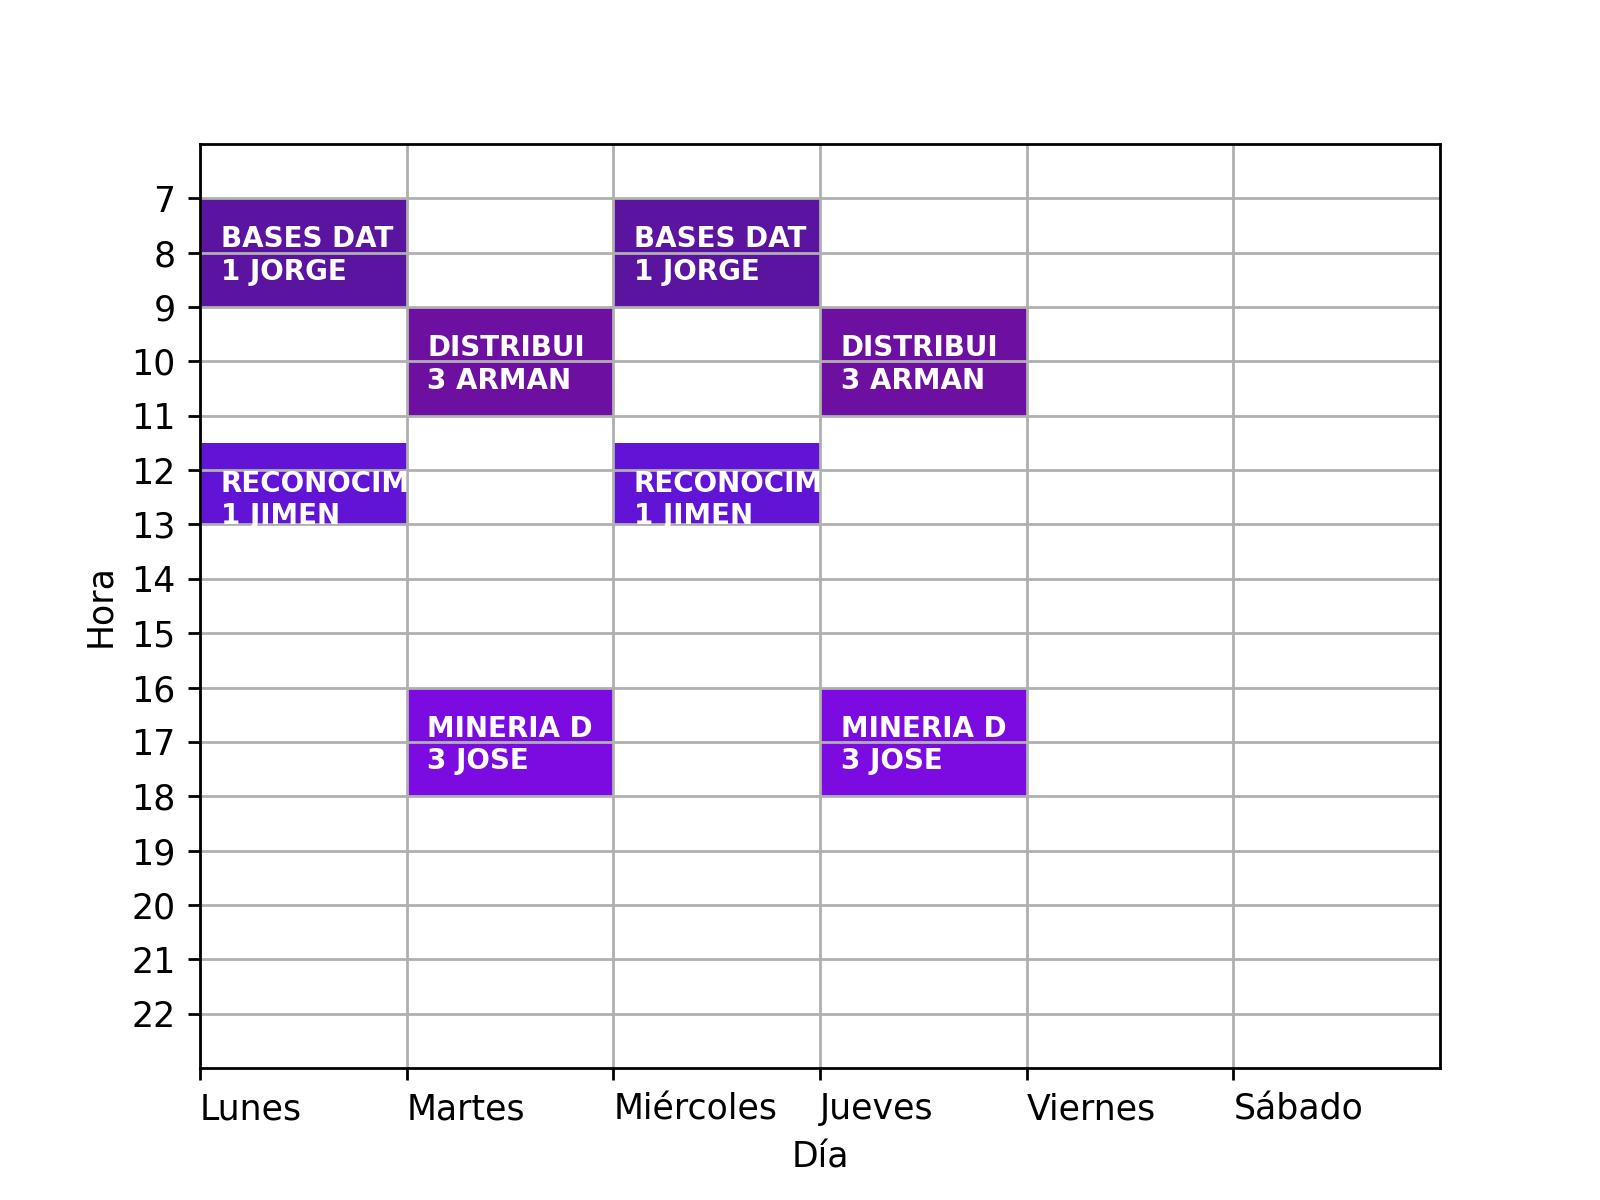 7
BASES DAT
1 JORGE
BASES DAT
1 JORGE
8
9
DISTRIBUI
3 ARMAN
DISTRIBUI
3 ARMAN
10
11
RECONOCIM
1 JIMEN
RECONOCIM
1 JIMEN
12
13
14
15
16
MINERIA D
3 JOSE
MINERIA D
3 JOSE
17
18
19
20
21
22
Hora
Lunes Martes Miércoles Jueves Viernes Sábado
Día